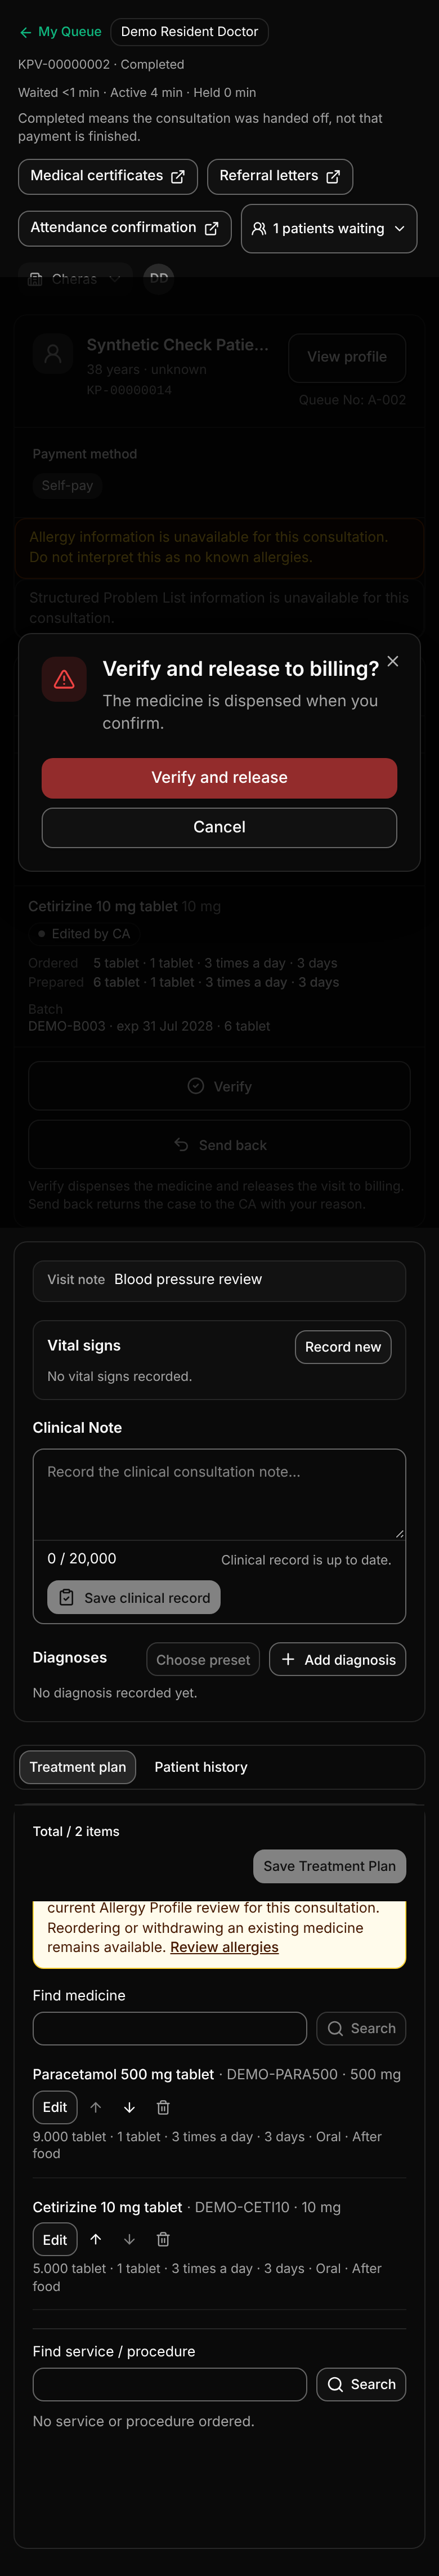 My Queue
Demo Resident Doctor
KPV-00000002 · Completed
Waited <1 min · Active 4 min · Held 0 min
Completed means the consultation was handed off, not that
payment is finished.
Medical certificates
Referral letters
Attendance confirmation
1 patients waiting
Cheras
DD
Synthetic Check Patie...
View profile
38 years · unknown
KP-00000014
Queue No: A-002
Payment method
Self-pay
Allergy information is unavailable for this consultation.
Do not interpret this as no known allergies.
Structured Problem List information is unavailable for this
consultation.
Verify and release to billing?
The medicine is dispensed when you
confirm.
Verify and release
Cancel
Cetirizine 10 mg tablet 10 mg
Edited by CA
Ordered 5 tablet · 1 tablet · 3 times a day · 3 days
Prepared 6 tablet · 1 tablet · 3 times a day · 3 days
Batch
DEMO-B003 · exp 31 Jul 2028 · 6 tablet
Verify
Send back
Verify dispenses the medicine and releases the visit to billing.
Send back returns the case to the CA with your reason.
Visit note Blood pressure review
Vital signs
Record new
No vital signs recorded.
Clinical Note
Record the clinical consultation note...
0 / 20,000
Clinical record is up to date.
Save clinical record
Diagnoses
Choose preset
Add diagnosis
No diagnosis recorded yet.
Treatment plan
Patient history
Total / 2 items
Save Treatment Plan
current Allergy Profile review for this consultation.
Reordering or withdrawing an existing medicine
remains available. Review allergies
Find medicine
Search
Paracetamol 500 mg tablet · DEMO-PARA500 · 500 mg
Edit
9.000 tablet · 1 tablet · 3 times a day · 3 days · Oral · After
food
Cetirizine 10 mg tablet · DEMO-CETI10 · 10 mg
Edit
5.000 tablet · 1 tablet · 3 times a day · 3 days · Oral · After
food
Find service / procedure
Search
No service or procedure ordered.